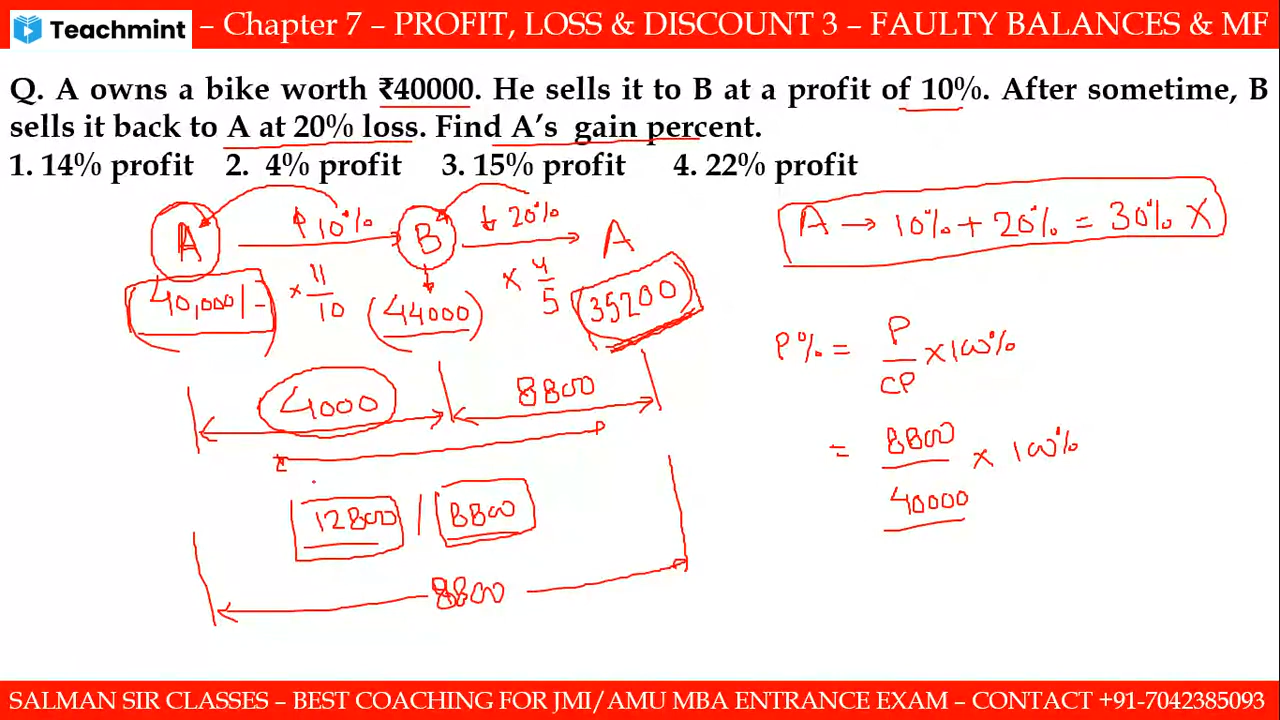 Teachmint – Chapter 7 – PROFIT, LOSS & DISCOUNT 3 – FAULTY BALANCES & MF
Q. A owns a bike worth ₹40000. He sells it to B at a profit of 10%. After sometime, B
sells it back to A at 20% loss. Find A's gain percent.
1. 14% profit 2. 4% profit 3. 15% profit 4. 22% profit
A ↑ 10% B ↓ 20% A
A → 10% + 20% = 30% X
40,000/- × 11/10 (44000) × 4/5 35200
P% = P/CP × 100%
4000 8800
= 8800/40000 × 100%
12800 / 8800
8800
SALMAN SIR CLASSES – BEST COACHING FOR JMI/AMU MBA ENTRANCE EXAM – CONTACT +91-7042385093